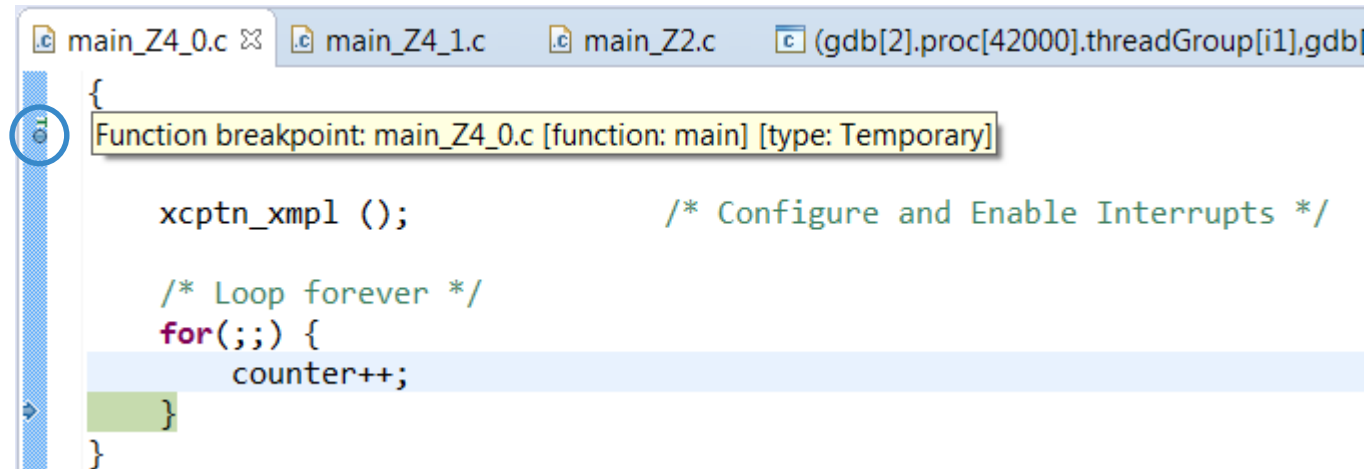 main_Z4_0.c main_Z4_1.c main_Z2.c (gdb[2].proc[42000].threadGroup[i1],gdb[
{
Function breakpoint: main_Z4_0.c [function: main] [type: Temporary]
xcptn_xmpl (); /* Configure and Enable Interrupts */
/* Loop forever */
for(;;) {
counter++;
}
}